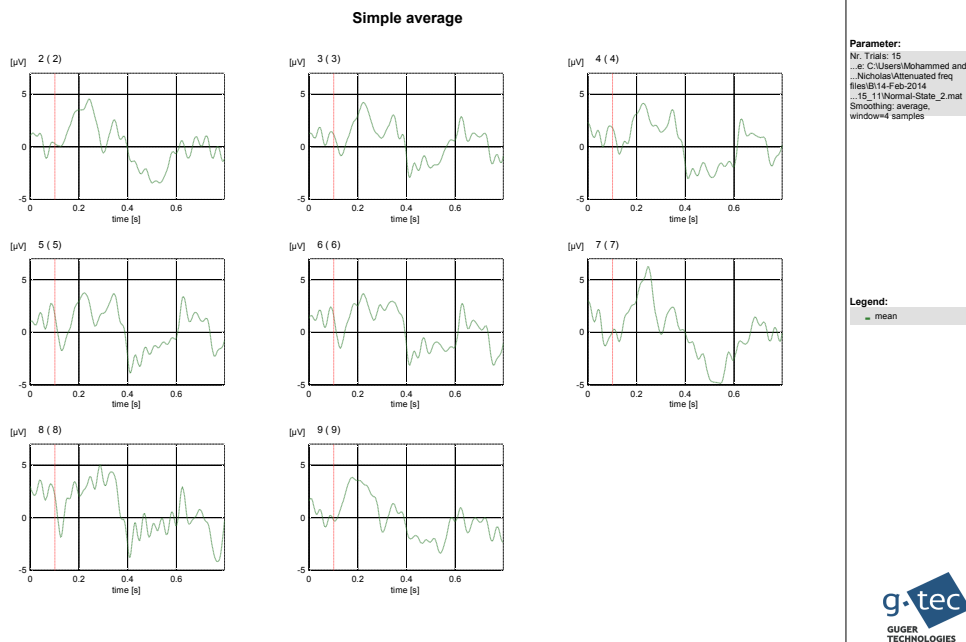 Simple average
[µV] 2 ( 2)
5
0
-5
0 0.2 0.4 0.6
time [s]
[µV] 3 ( 3)
5
0
-5
0 0.2 0.4 0.6
time [s]
[µV] 4 ( 4)
5
0
-5
0 0.2 0.4 0.6
time [s]
[µV] 5 ( 5)
5
0
-5
0 0.2 0.4 0.6
time [s]
[µV] 6 ( 6)
5
0
-5
0 0.2 0.4 0.6
time [s]
[µV] 7 ( 7)
5
0
-5
0 0.2 0.4 0.6
time [s]
[µV] 8 ( 8)
5
0
-5
0 0.2 0.4 0.6
time [s]
[µV] 9 ( 9)
5
0
-5
0 0.2 0.4 0.6
time [s]
Parameter:
Nr. Trials: 15
...e: C:\Users\Mohammed and
...Nicholas\Attenuated freq
files\B\14-Feb-2014
...15_11\Normal-State_2.mat
Smoothing: average,
window=4 samples
Legend:
mean
g.tec
GUGER
TECHNOLOGIES